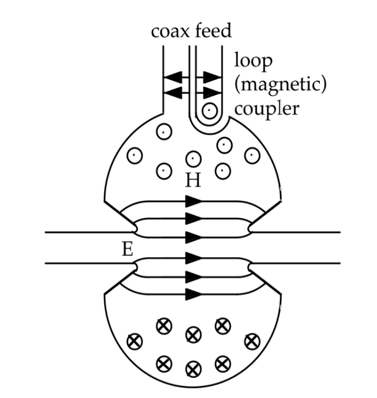 coax feed
loop
(magnetic)
coupler
H
E